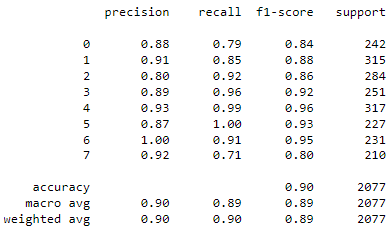 precision recall f1-score support
0 0.88 0.79 0.84 242
1 0.91 0.85 0.88 315
2 0.80 0.92 0.86 284
3 0.89 0.96 0.92 251
4 0.93 0.99 0.96 317
5 0.87 1.00 0.93 227
6 1.00 0.91 0.95 231
7 0.92 0.71 0.80 210
accuracy 0.90 2077
macro avg 0.90 0.89 0.89 2077
weighted avg 0.90 0.90 0.89 2077